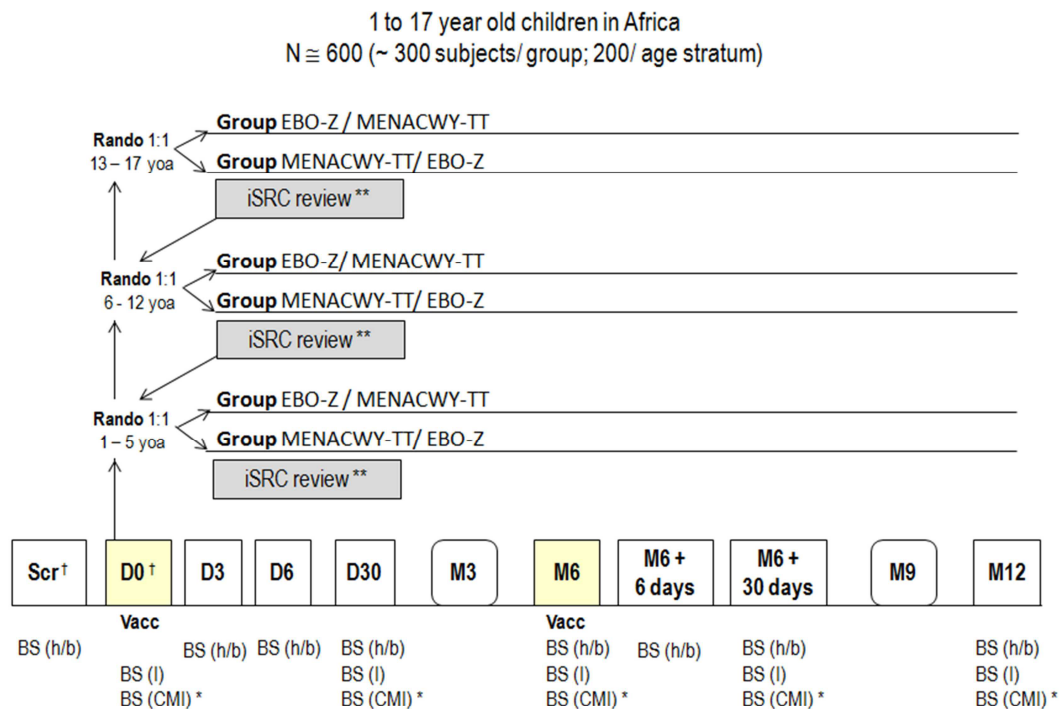 1 to 17 year old children in Africa
N ≅ 600 (~ 300 subjects/ group; 200/ age stratum)
Rando 1:1
13 – 17 yoa
Group EBO-Z / MENACWY-TT
Group MENACWY-TT/ EBO-Z
iSRC review **
Rando 1:1
6 - 12 yoa
Group EBO-Z/ MENACWY-TT
Group MENACWY-TT/ EBO-Z
iSRC review **
Rando 1:1
1 – 5 yoa
Group EBO-Z / MENACWY-TT
Group MENACWY-TT/ EBO-Z
iSRC review **
Scr† D0 † D3 D6 D30 M3 M6 M6 + 6 days M6 + 30 days M9 M12
Vacc Vacc
BS (h/b) BS (h/b) BS (h/b) BS (h/b) BS (h/b) BS (h/b) BS (h/b) BS (h/b)
BS (I) BS (I) BS (I) BS (I) BS (I)
BS (CMI) * BS (CMI) * BS (CMI) * BS (CMI) * BS (CMI) *